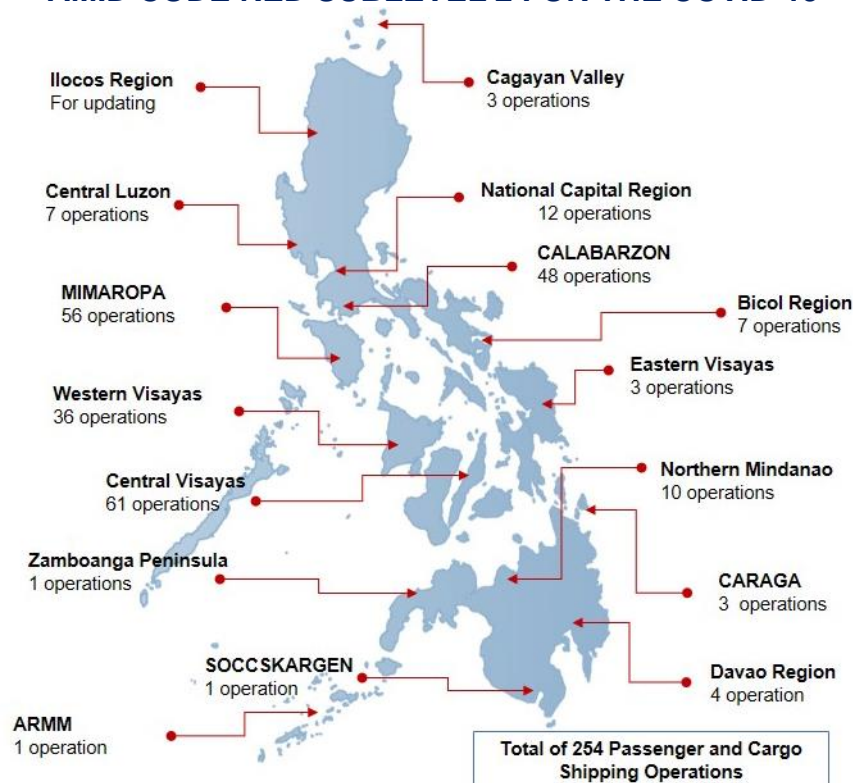 Ilocos Region
For updating
Cagayan Valley
3 operations
Central Luzon
7 operations
National Capital Region
12 operations
CALABARZON
48 operations
MIMAROPA
56 operations
Bicol Region
7 operations
Eastern Visayas
3 operations
Western Visayas
36 operations
Northern Mindanao
10 operations
Central Visayas
61 operations
Zamboanga Peninsula
1 operations
CARAGA
3 operations
SOCCSKARGEN
1 operation
Davao Region
4 operation
ARMM
1 operation
Total of 254 Passenger and Cargo
Shipping Operations